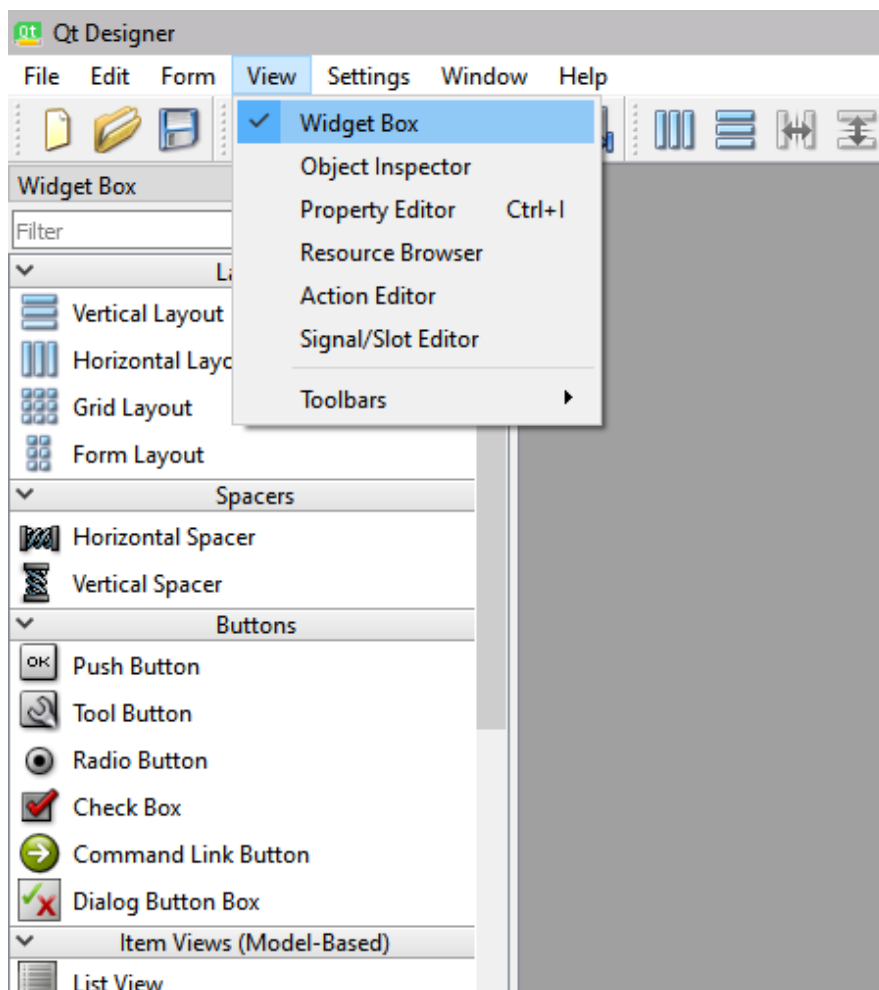 Qt Qt Designer
File Edit Form View Settings Window Help
Widget Box
Object Inspector
Property Editor Ctrl+I
Resource Browser
Action Editor
Signal/Slot Editor
Toolbars
Widget Box
Filter
Vertical Layout
Horizontal Layo
Grid Layout
Form Layout
Spacers
Horizontal Spacer
Vertical Spacer
Buttons
OK Push Button
Tool Button
Radio Button
Check Box
Command Link Button
Dialog Button Box
Item Views (Model-Based)
List View